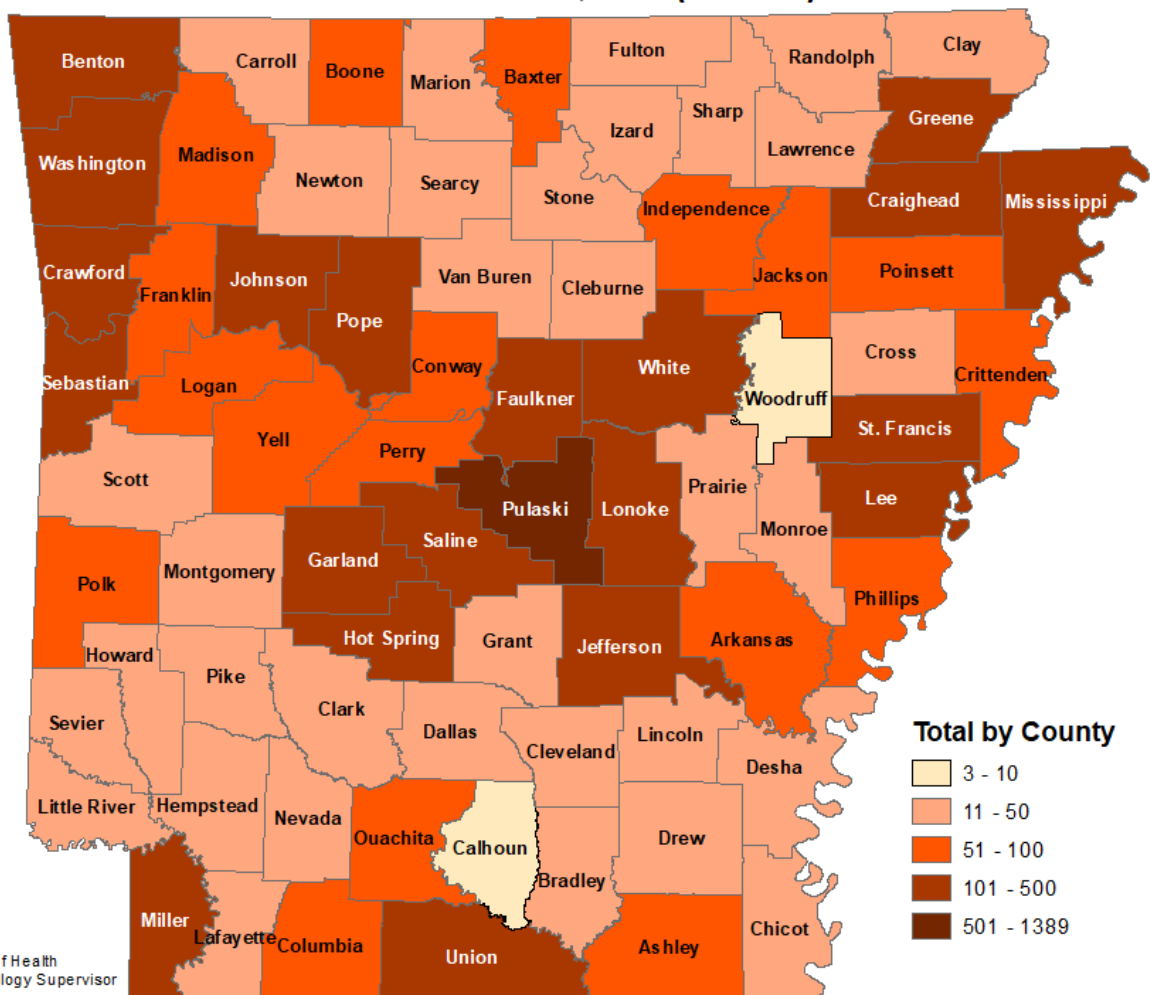 Benton
Carroll
Boone
Marion
Baxter
Fulton
Randolph
Clay
Sharp
Izard
Greene
Lawrence
Washington
Madison
Newton
Searcy
Stone
Independence
Craighead
Mississippi
Crawford
Franklin
Johnson
Pope
Van Buren
Cleburne
Jackson
Poinsett
Sebastian
Logan
Conway
Faulkner
White
Woodruff
Cross
Crittenden
St. Francis
Scott
Yell
Perry
Pulaski
Lonoke
Prairie
Monroe
Lee
Polk
Montgomery
Garland
Saline
Hot Spring
Grant
Jefferson
Arkansas
Phillips
Howard
Pike
Sevier
Clark
Dallas
Cleveland
Lincoln
Desha
Little River
Hempstead
Nevada
Ouachita
Calhoun
Bradley
Drew
Miller
Lafayette
Columbia
Union
Ashley
Chicot
Total by County
3 - 10
11 - 50
51 - 100
101 - 500
501 - 1389
f Health
logy Supervisor